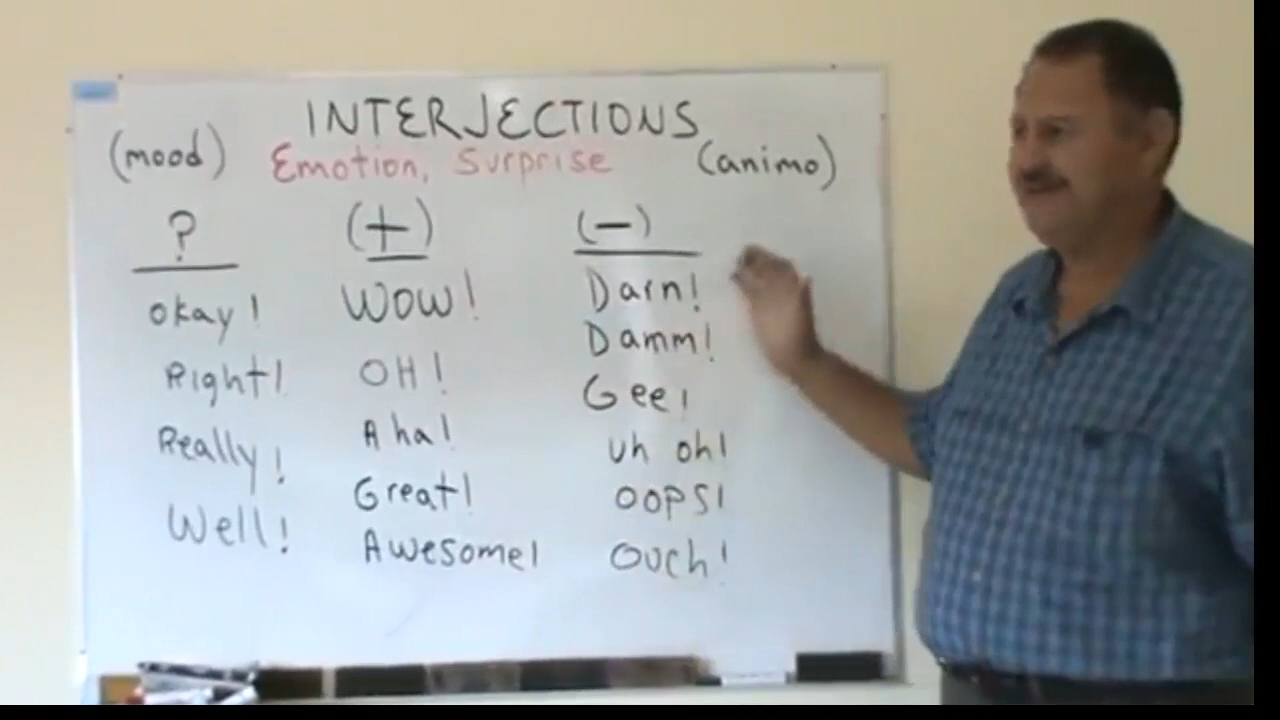 INTERJECTIONS
(mood) Emotion, Surprise (animo)
? (+) (-)
Okay! Wow! Darn!
Damm!
Right! OH! Gee!
Really! Aha! uh oh!
Well! Great! OOPS!
Awesome! Ouch!